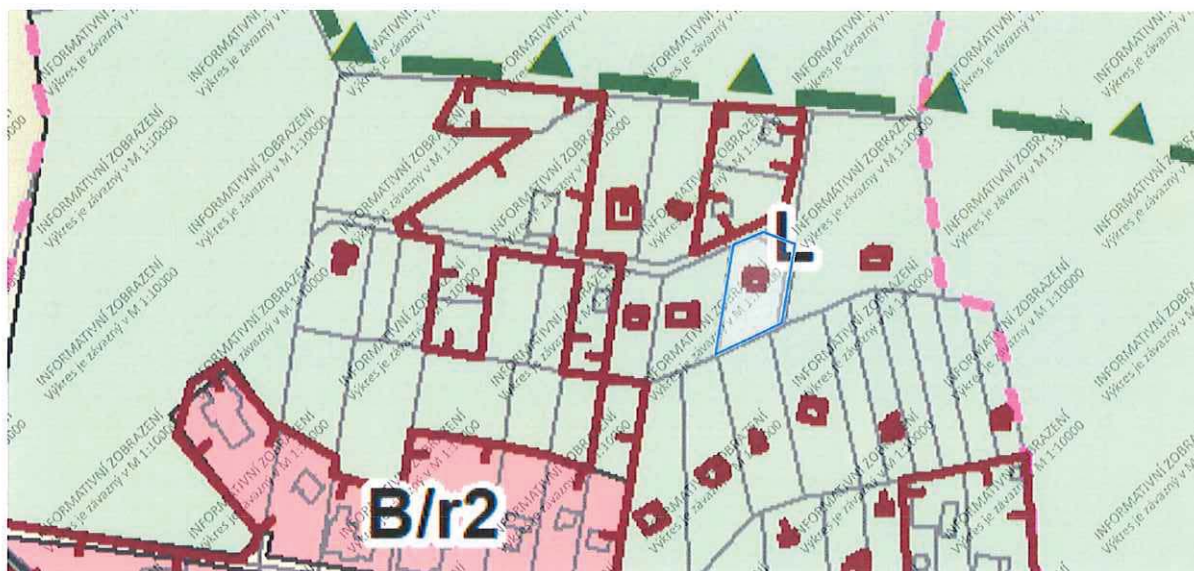 INFORMATIVNÍ ZOBRAZENÍ
Výkres je závazný v M 1:10000
L
B/r2